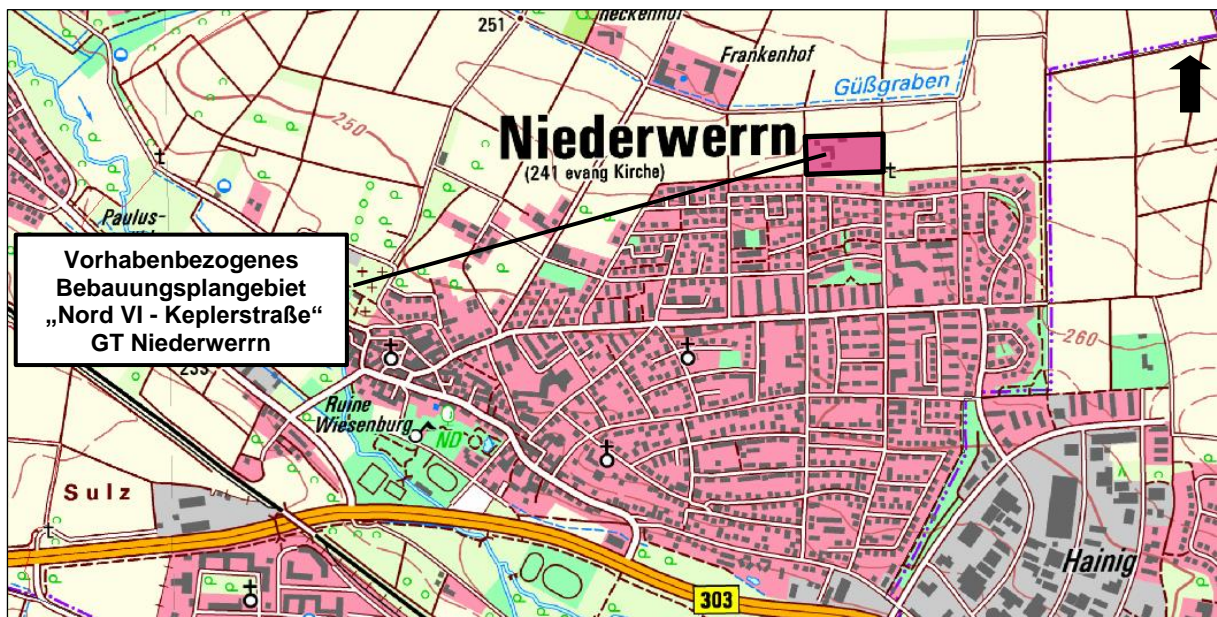 251
Frankenhof
Güßgraben
250
Niederwerrn
(241 evang Kirche)
Paulus-
Vorhabenbezogenes
Bebauungsplangebiet
„Nord VI - Keplerstraße“
GT Niederwerrn
260
233
Ruine
Wiesenburg
ND
Sulz
Hainig
303